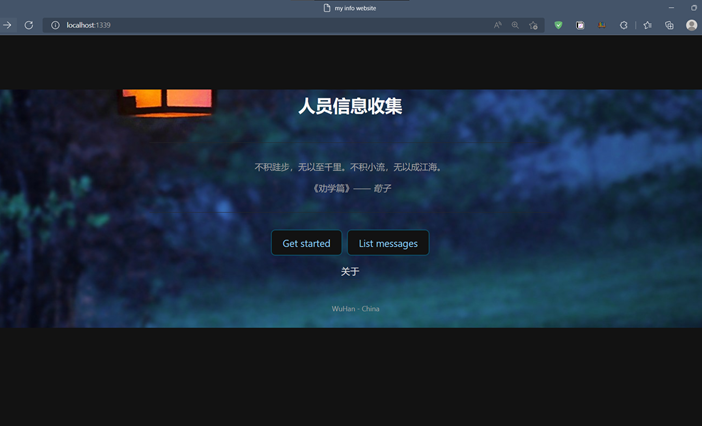 my info website
localhost:1339
人员信息收集
不积跬步，无以至千里。不积小流，无以成江海。
《劝学篇》—— 荀子
Get started
List messages
关于
WuHan - China